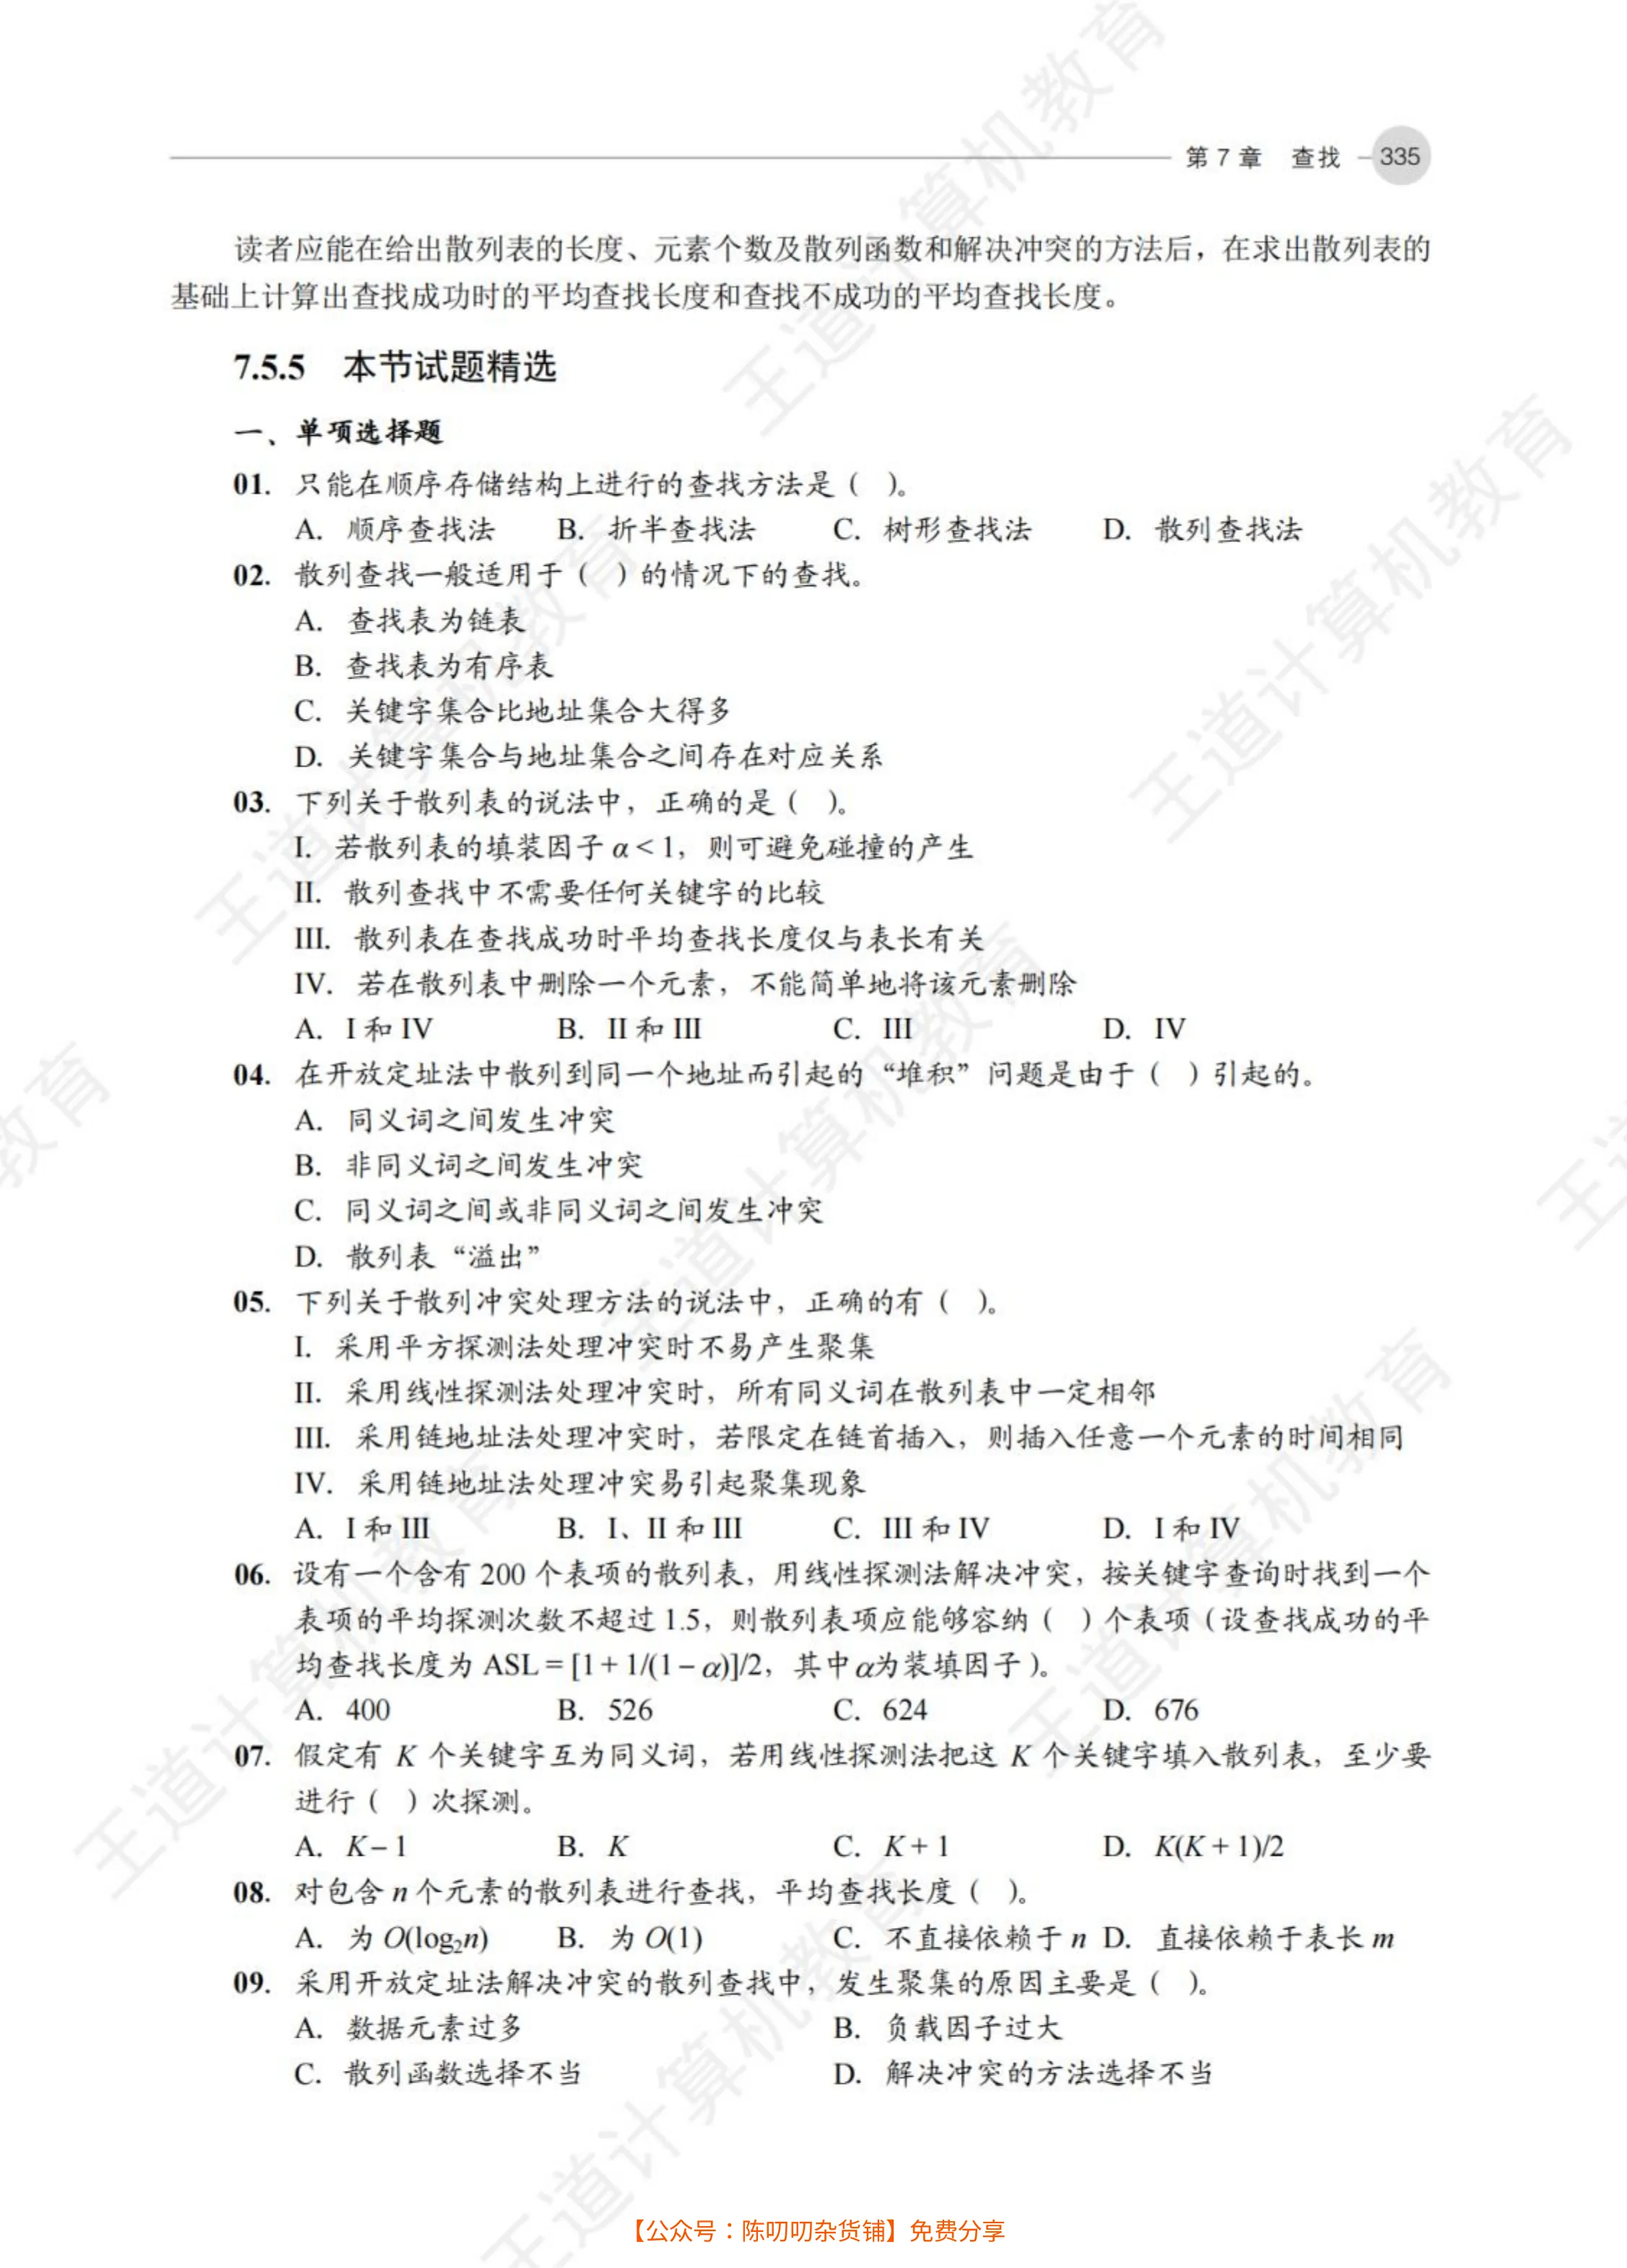 第 7 章 查找 335
读者应能在给出散列表的长度、元素个数及散列函数和解决冲突的方法后，在求出散列表的
基础上计算出查找成功时的平均查找长度和查找不成功的平均查找长度。
7.5.5 本节试题精选
一、单项选择题
01. 只能在顺序存储结构上进行的查找方法是（ ）。
A. 顺序查找法 B. 折半查找法 C. 树形查找法 D. 散列查找法
02. 散列查找一般适用于（ ）的情况下的查找。
A. 查找表为链表
B. 查找表为有序表
C. 关键字集合比地址集合大得多
D. 关键字集合与地址集合之间存在对应关系
03. 下列关于散列表的说法中，正确的是（ ）。
I. 若散列表的填装因子 α < 1，则可避免碰撞的产生
II. 散列查找中不需要任何关键字的比较
III. 散列表在查找成功时平均查找长度仅与表长有关
IV. 若在散列表中删除一个元素，不能简单地将该元素删除
A. I 和 IV B. II 和 III C. III D. IV
04. 在开放定址法中散列到同一个地址而引起的“堆积”问题是由于（ ）引起的。
A. 同义词之间发生冲突
B. 非同义词之间发生冲突
C. 同义词之间或非同义词之间发生冲突
D. 散列表“溢出”
05. 下列关于散列冲突处理方法的说法中，正确的有（ ）。
I. 采用平方探测法处理冲突时不易产生聚集
II. 采用线性探测法处理冲突时，所有同义词在散列表中一定相邻
III. 采用链地址法处理冲突时，若限定在链首插入，则插入任意一个元素的时间相同
IV. 采用链地址法处理冲突易引起聚集现象
A. I 和 III B. I、II 和 III C. III 和 IV D. I 和 IV
06. 设有一个含有 200 个表项的散列表，用线性探测法解决冲突，按关键字查询时找到一个
表项的平均探测次数不超过 1.5，则散列表项应能够容纳（ ）个表项（设查找成功的平
均查找长度为 ASL = [1 + 1/(1 − α)]/2，其中α为装填因子）。
A. 400 B. 526 C. 624 D. 676
07. 假定有 K 个关键字互为同义词，若用线性探测法把这 K 个关键字填入散列表，至少要
进行（ ）次探测。
A. K − 1 B. K C. K + 1 D. K(K + 1)/2
08. 对包含 n 个元素的散列表进行查找，平均查找长度（ ）。
A. 为 O(log₂n) B. 为 O(1) C. 不直接依赖于 n D. 直接依赖于表长 m
09. 采用开放定址法解决冲突的散列查找中，发生聚集的原因主要是（ ）。
A. 数据元素过多 B. 负载因子过大
C. 散列函数选择不当 D. 解决冲突的方法选择不当
【公众号：陈叨叨杂货铺】免费分享
王道计算机教育